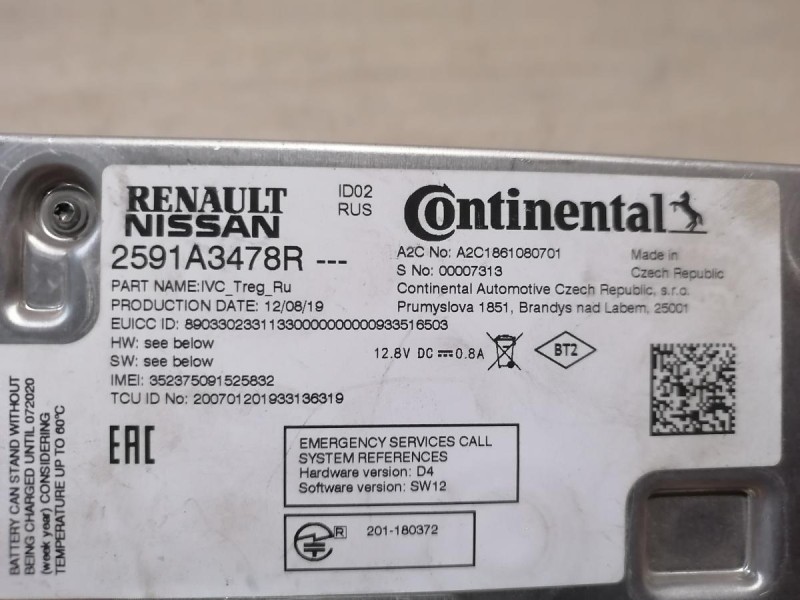 RENAULT
NISSAN
ID02
RUS
Continental
2591A3478R ---
A2C No: A2C1861080701
S No: 00007313
Made in
Czech Republic
PART NAME:IVC_Treg_Ru
Continental Automotive Czech Republic, s.r.o.
PRODUCTION DATE: 12/08/19
Prumyslova 1851, Brandys nad Labem, 25001
EUICC ID: 89033023311330000000000933516503
HW: see below
12.8V DC ⎓ 0.8A
BT2
SW: see below
IMEI: 352375091525832
TCU ID No: 200701201933136319
EAC
EMERGENCY SERVICES CALL
SYSTEM REFERENCES
Hardware version: D4
Software version: SW12
R 201-180372
BATTERY CAN STAND WITHOUT
BEING CHARGED UNTIL 072020
(week year) CONSIDERING
TEMPERATURE UP TO 60°C